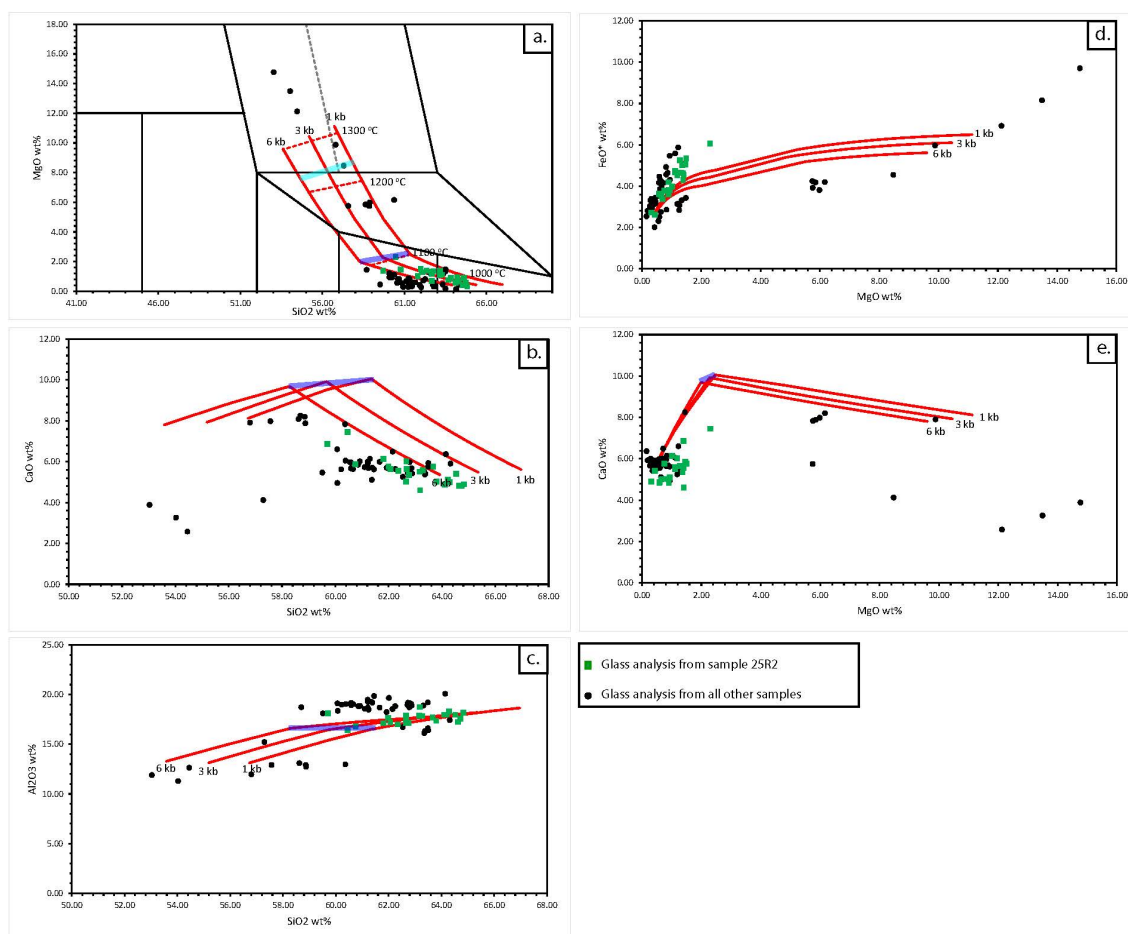 18.00
16.00
14.00
12.00
10.00
8.00
6.00
4.00
2.00
0.00
MgO wt%
41.00 46.00 51.00 56.00 61.00 66.00
SiO2 wt%
a.
1 kb
3 kb
6 kb
1300 °C
1200 °C
1100 °C
1000 °C
12.00
10.00
8.00
6.00
4.00
2.00
0.00
CaO wt%
50.00 52.00 54.00 56.00 58.00 60.00 62.00 64.00 66.00 68.00
SiO2 wt%
b.
6 kb
3 kb
1 kb
25.00
20.00
15.00
10.00
5.00
0.00
Al2O3 wt%
50.00 52.00 54.00 56.00 58.00 60.00 62.00 64.00 66.00 68.00
SiO2 wt%
c.
6 kb
3 kb
1 kb
12.00
10.00
8.00
6.00
4.00
2.00
0.00
FeO* wt%
0.00 2.00 4.00 6.00 8.00 10.00 12.00 14.00 16.00
MgO wt%
d.
1 kb
3 kb
6 kb
12.00
10.00
8.00
6.00
4.00
2.00
0.00
CaO wt%
0.00 2.00 4.00 6.00 8.00 10.00 12.00 14.00 16.00
MgO wt%
e.
1 kb
3 kb
6 kb
Glass analysis from sample 25R2
Glass analysis from all other samples